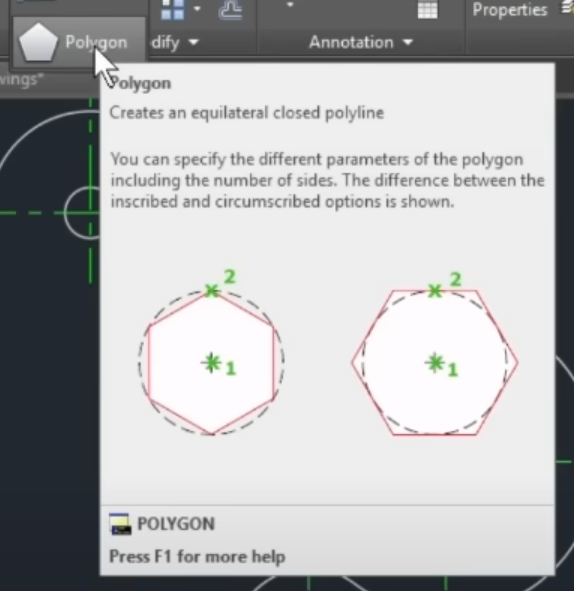 Properties
Polygon
dify
Annotation
wings*
Polygon
Creates an equilateral closed polyline
You can specify the different parameters of the polygon
including the number of sides. The difference between the
inscribed and circumscribed options is shown.
2
1
2
1
POLYGON
Press F1 for more help